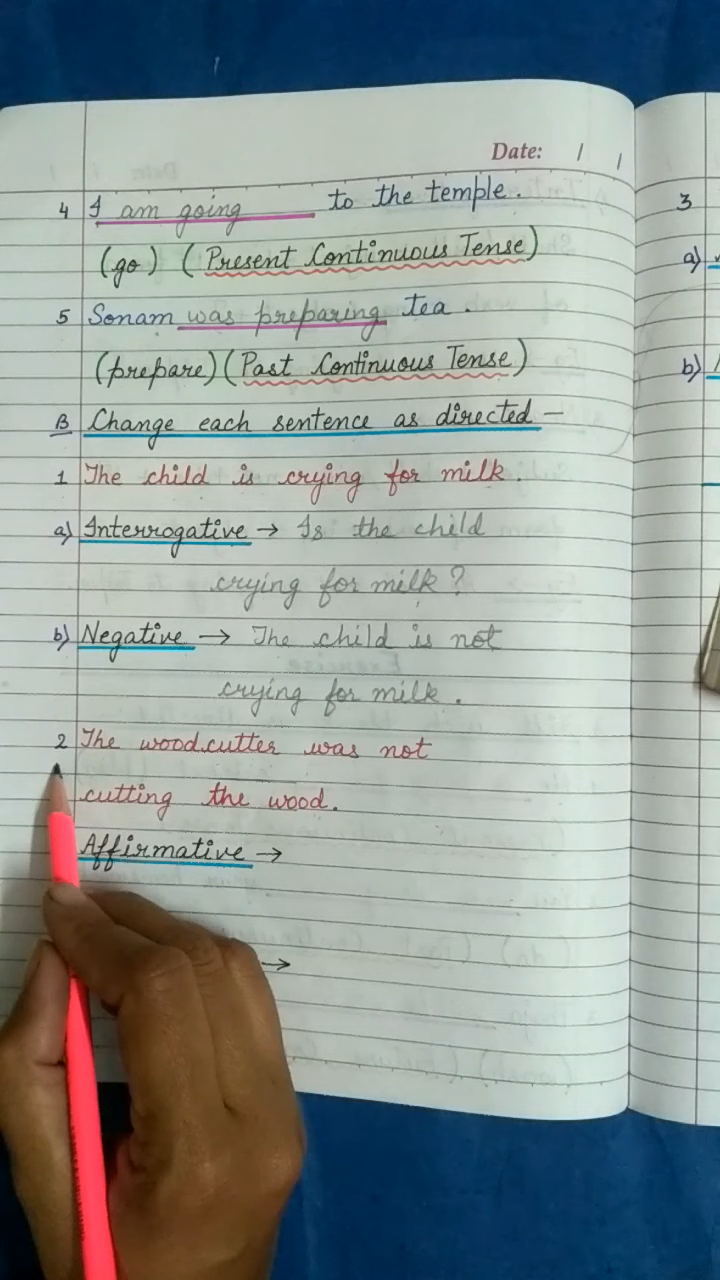 Date: / /
4 I am going to the temple.
(go) (Present Continuous Tense)
5 Sonam was preparing tea.
(prepare) (Past Continuous Tense)
B Change each sentence as directed—
1 The child is crying for milk.
a) Interrogative → Is the child
crying for milk?
b) Negative → The child is not
crying for milk.
2 The woodcutter was not
cutting the wood.
Affirmative →
→
3
a)
b)